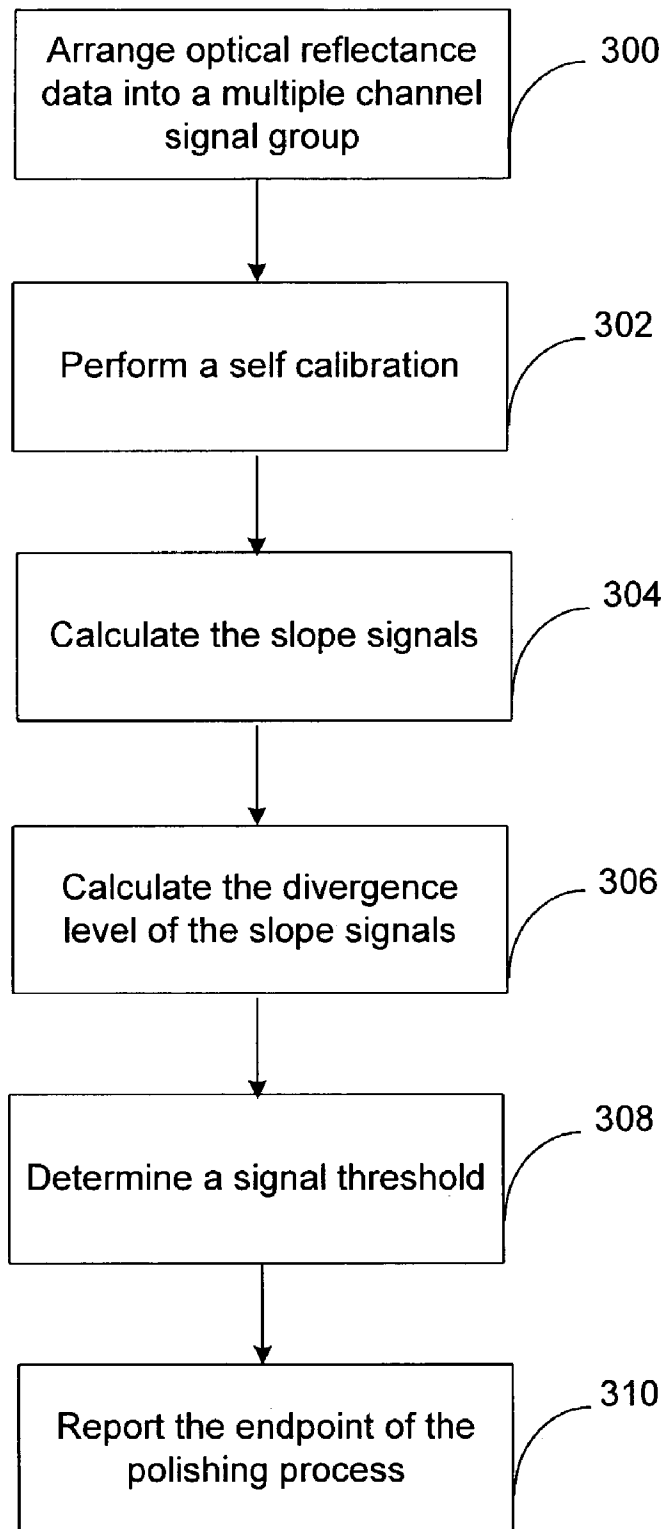 Arrange optical reflectance
data into a multiple channel
signal group
300
Perform a self calibration
302
Calculate the slope signals
304
Calculate the divergence
level of the slope signals
306
Determine a signal threshold
308
Report the endpoint of the
polishing process
310